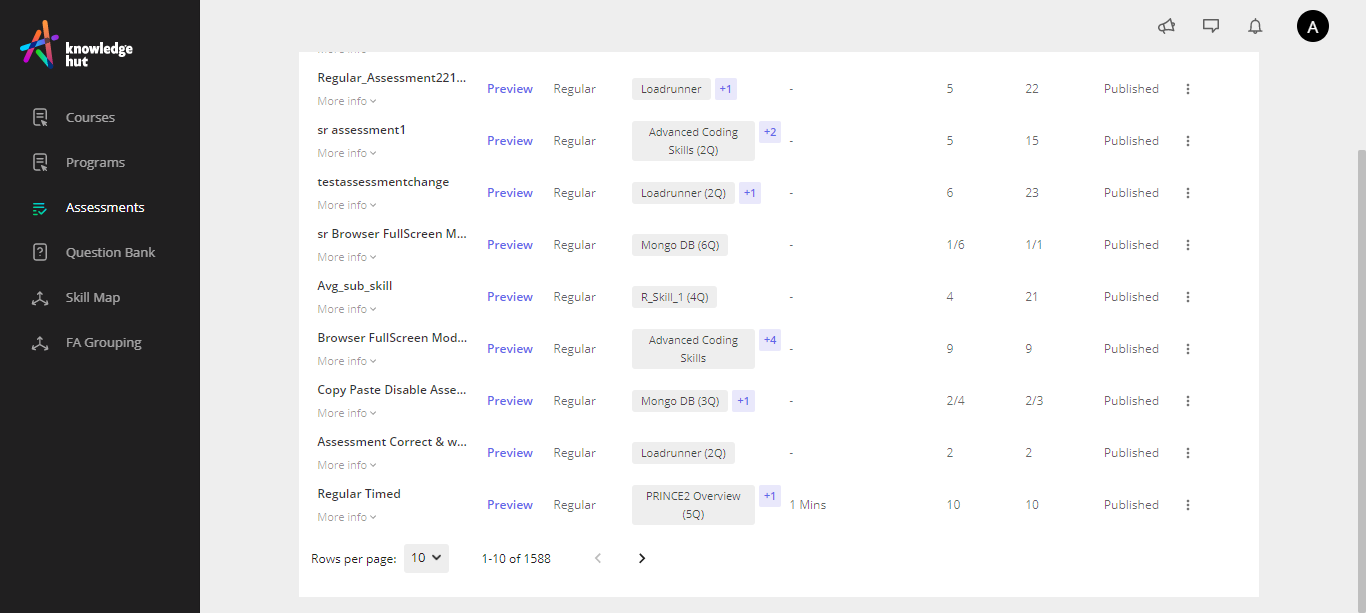 knowledge
hut
A
Courses
Programs
Assessments
Question Bank
Skill Map
FA Grouping
Regular_Assessment221...
More info
Preview Regular Loadrunner +1 - 5 22 Published
sr assessment1
More info
Preview Regular Advanced Coding Skills (2Q) +2 - 5 15 Published
testassessmentchange
More info
Preview Regular Loadrunner (2Q) +1 - 6 23 Published
sr Browser FullScreen M...
More info
Preview Regular Mongo DB (6Q) - 1/6 1/1 Published
Avg_sub_skill
More info
Preview Regular R_Skill_1 (4Q) - 4 21 Published
Browser FullScreen Mod...
More info
Preview Regular Advanced Coding Skills +4 - 9 9 Published
Copy Paste Disable Asse...
More info
Preview Regular Mongo DB (3Q) +1 - 2/4 2/3 Published
Assessment Correct & w...
More info
Preview Regular Loadrunner (2Q) - 2 2 Published
Regular Timed
More info
Preview Regular PRINCE2 Overview (5Q) +1 1 Mins 10 10 Published
Rows per page: 10 1-10 of 1588